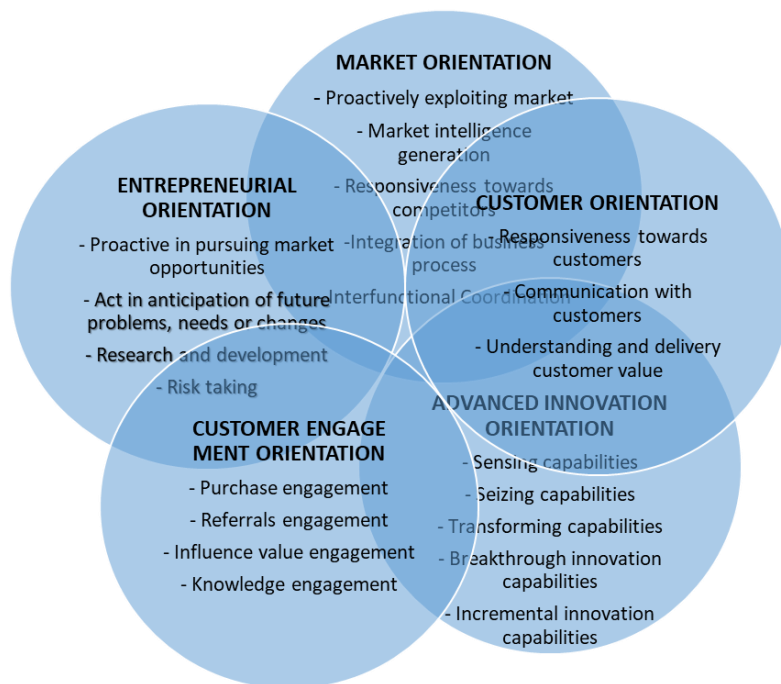 MARKET ORIENTATION
- Proactively exploiting market
- Market intelligence
generation
- Responsiveness towards
competitors
-Integration of business
process
-Interfunctional Coordination
CUSTOMER ORIENTATION
- Responsiveness towards
customers
- Communication with
customers
- Understanding and delivery
customer value
ADVANCED INNOVATION
ORIENTATION
- Sensing capabilities
- Seizing capabilities
- Transforming capabilities
- Breakthrough innovation
capabilities
- Incremental innovation
capabilities
CUSTOMER ENGAGE
MENT ORIENTATION
- Purchase engagement
- Referrals engagement
- Influence value engagement
- Knowledge engagement
ENTREPRENEURIAL
ORIENTATION
- Proactive in pursuing market
opportunities
- Act in anticipation of future
problems, needs or changes
- Research and development
- Risk taking